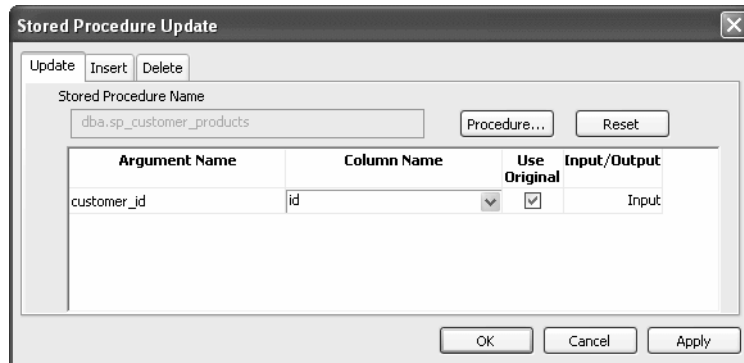 Stored Procedure Update
Update Insert Delete
Stored Procedure Name
dba.sp_customer_products Procedure... Reset
Argument Name Column Name Use Original Input/Output
customer_id id Input
OK Cancel Apply